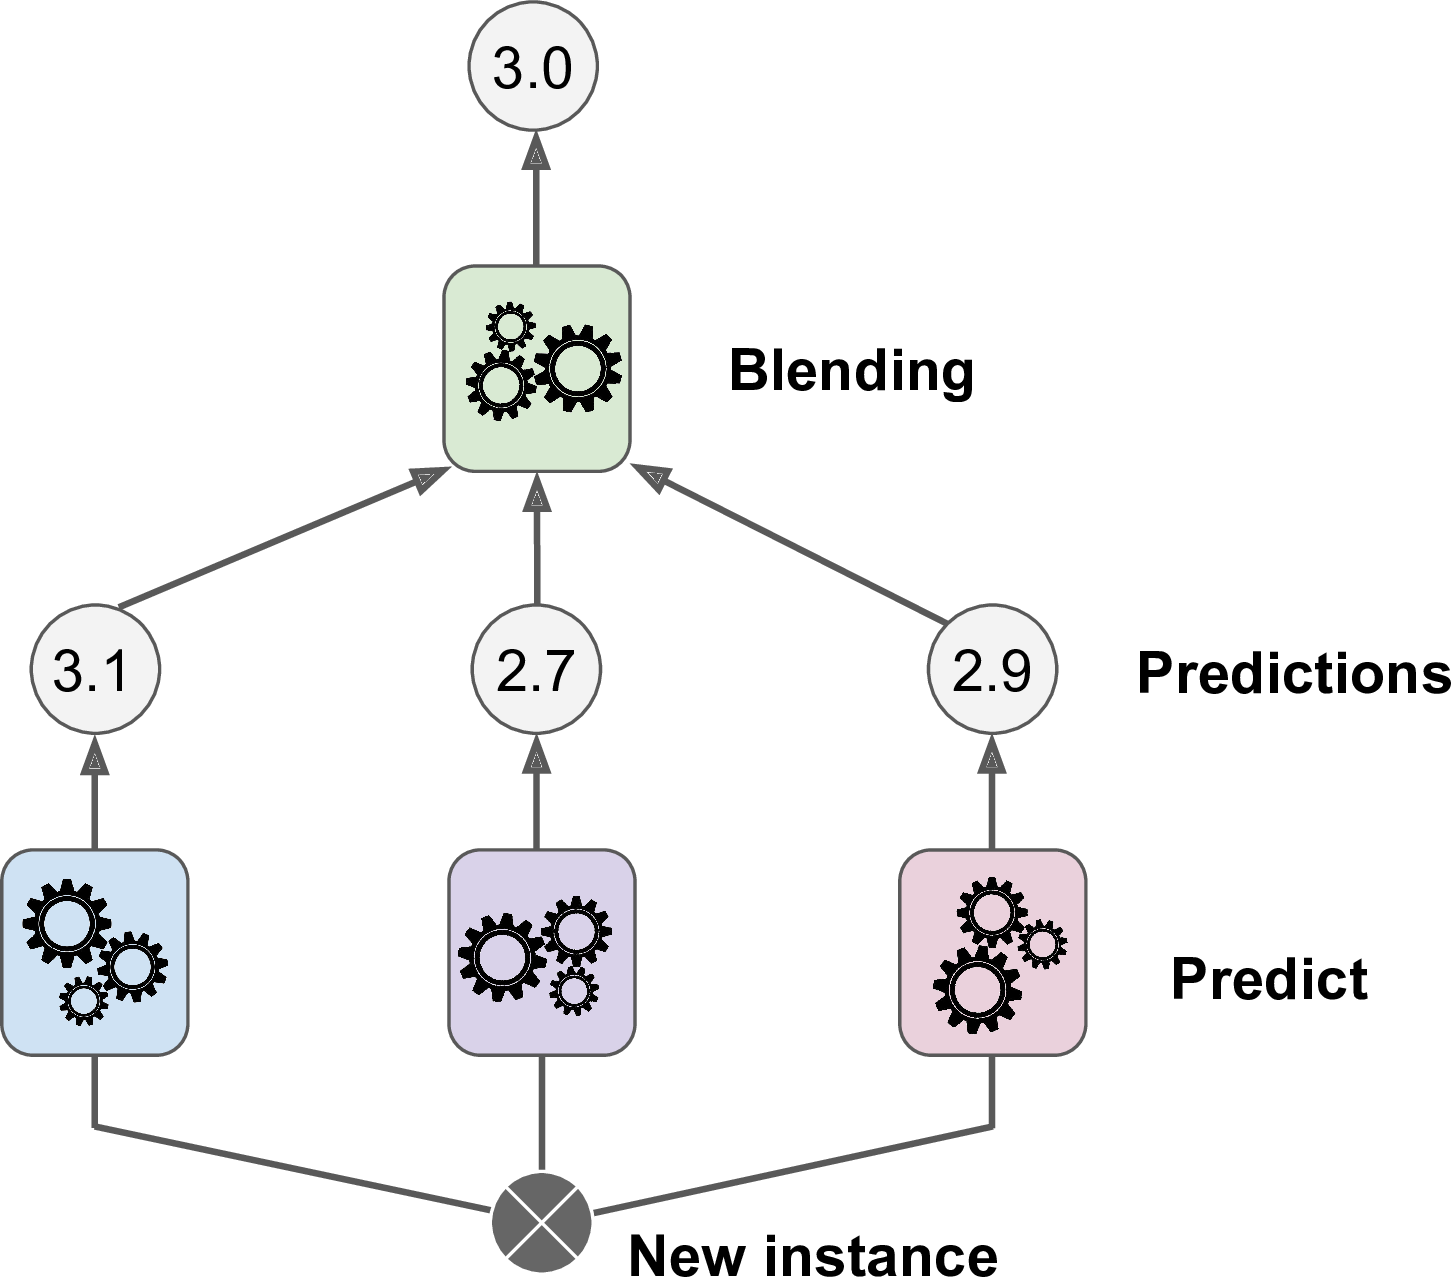 3.0
Blending
3.1
2.7
2.9
Predictions
Predict
New instance